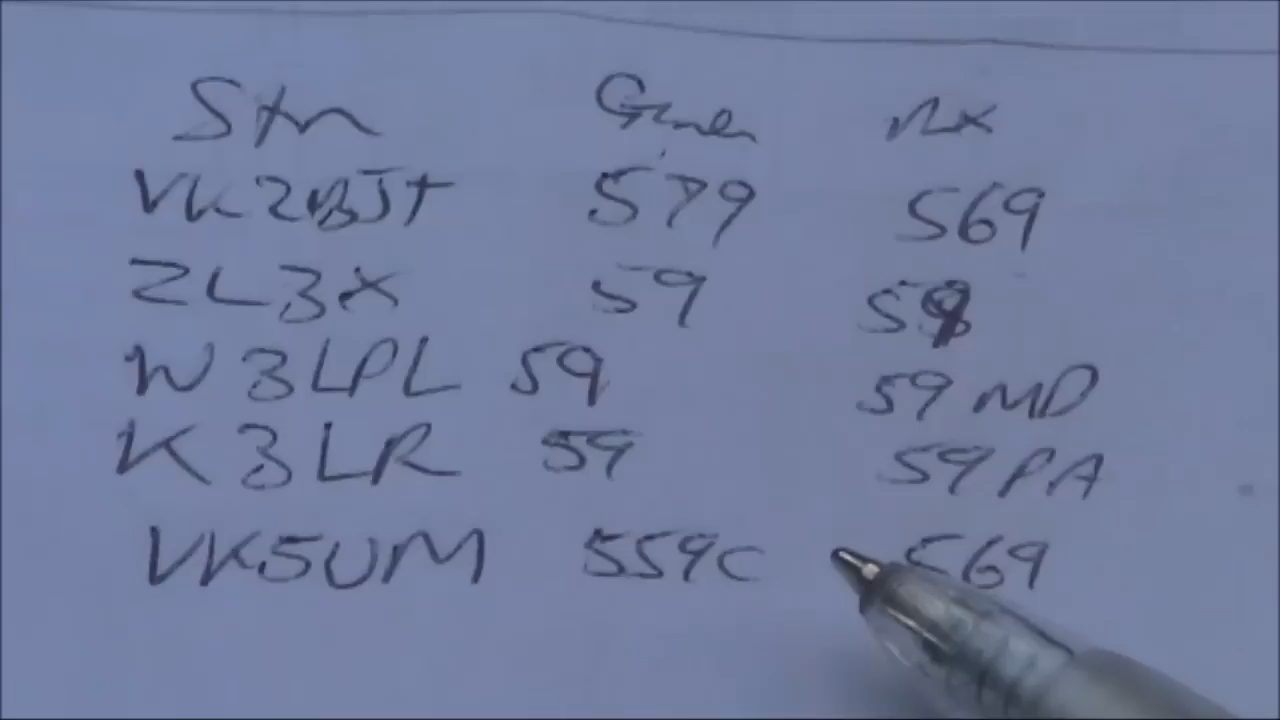 Stn Given Rx
VK2BJT 579 569
ZL3X 59 59
W3LPL 59 59 MD
K3LR 59 59 PA
VK5UM 559C 569